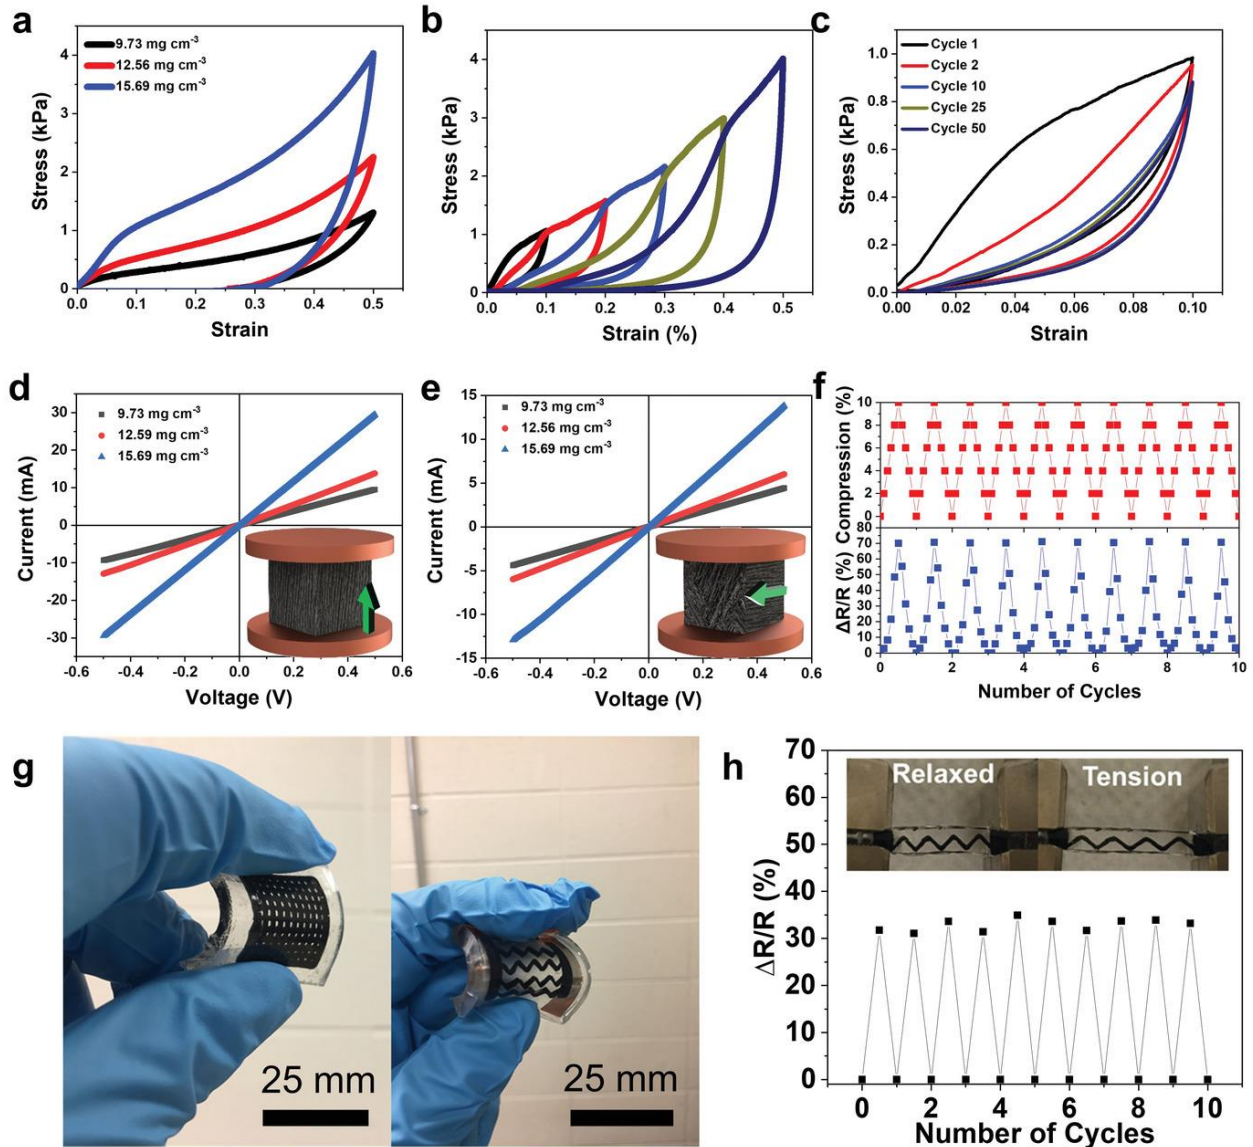 a
Stress (kPa)
4
3
2
1
0
9.73 mg cm-3
12.56 mg cm-3
15.69 mg cm-3
0.0 0.1 0.2 0.3 0.4 0.5
Strain
b
Stress (kPa)
4
3
2
1
0
0.0 0.1 0.2 0.3 0.4 0.5
Strain (%)
c
Stress (kPa)
1.0
0.8
0.6
0.4
0.2
0.0
Cycle 1
Cycle 2
Cycle 10
Cycle 25
Cycle 50
0.00 0.02 0.04 0.06 0.08 0.10
Strain
d
Current (mA)
30
20
10
0
-10
-20
-30
9.73 mg cm-3
12.59 mg cm-3
15.69 mg cm-3
-0.6 -0.4 -0.2 0.0 0.2 0.4 0.6
Voltage (V)
e
Current (mA)
15
10
5
0
-5
-10
-15
9.73 mg cm-3
12.56 mg cm-3
15.69 mg cm-3
-0.6 -0.4 -0.2 0.0 0.2 0.4 0.6
Voltage (V)
f
Compression (%)
10
8
6
4
2
0
ΔR/R (%)
80
70
60
50
40
30
20
10
0
0 2 4 6 8 10
Number of Cycles
g
25 mm
25 mm
h
ΔR/R (%)
70
60
50
40
30
20
10
0
Relaxed
Tension
0 2 4 6 8 10
Number of Cycles